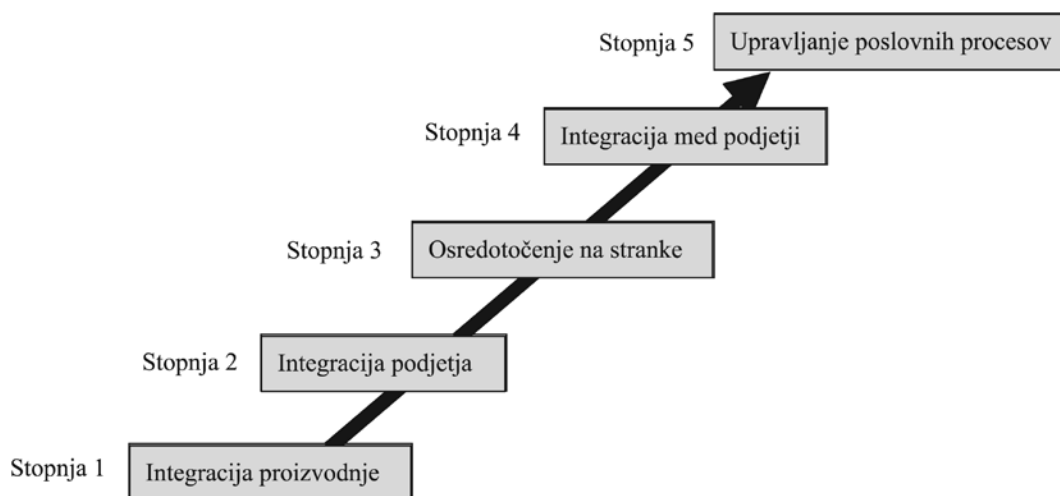 Stopnja 5 Upravljanje poslovnih procesov
Stopnja 4 Integracija med podjetji
Stopnja 3 Osredotočenje na stranke
Stopnja 2 Integracija podjetja
Stopnja 1 Integracija proizvodnje